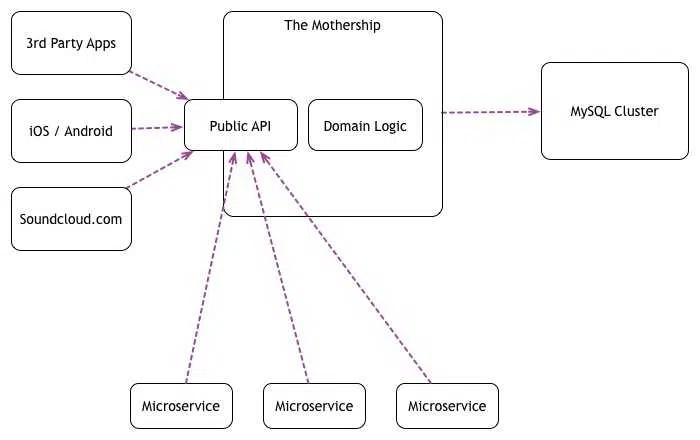 The Mothership
3rd Party Apps
MySQL Cluster
Public API
Domain Logic
iOS / Android
Soundcloud.com
Microservice
Microservice
Microservice